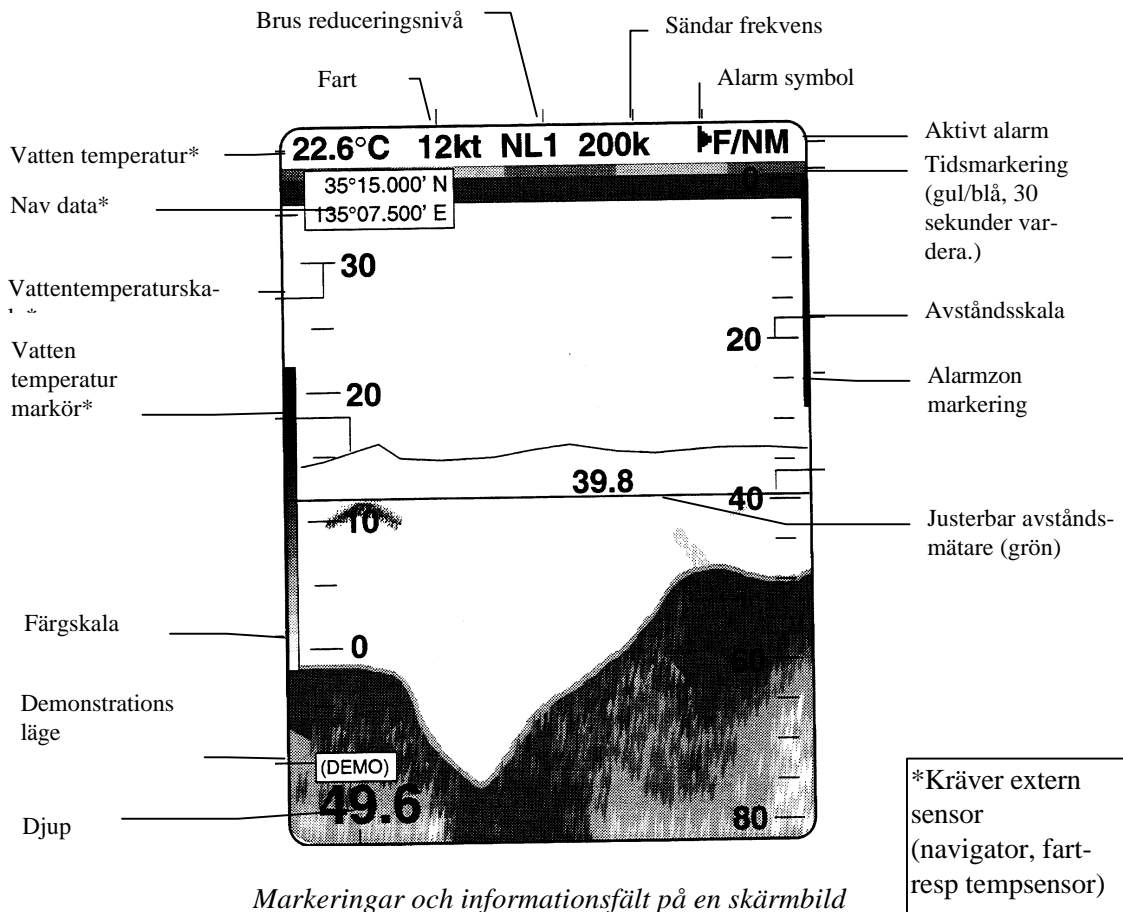 Brus reduceringsnivå
Sändar frekvens
Fart
Alarm symbol
22.6°C 12kt NL1 200k F/NM
Aktivt alarm
Vatten temperatur*
Tidsmarkering
(gul/blå, 30
sekunder var-
dera.)
0
35°15.000' N
135°07.500' E
Nav data*
30
Vattentemperaturska-
Avståndsskala
20
Vatten
temperatur
markör*
20
Alarmzon
markering
39.8
40
10
Justerbar avstånds-
mätare (grön)
Färgskala
0
60
Demonstrations
läge
(DEMO)
49.6
Djup
80
*Kräver extern
sensor
(navigator, fart-
resp tempsensor)
Markeringar och informationsfält på en skärmbild